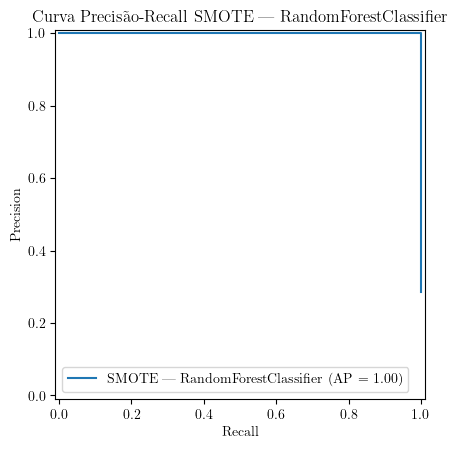 Curva Precisão-Recall SMOTE — RandomForestClassifier
1.0
0.8
0.6
0.4
0.2
0.0
Precision
SMOTE — RandomForestClassifier (AP = 1.00)
0.0 0.2 0.4 0.6 0.8 1.0
Recall